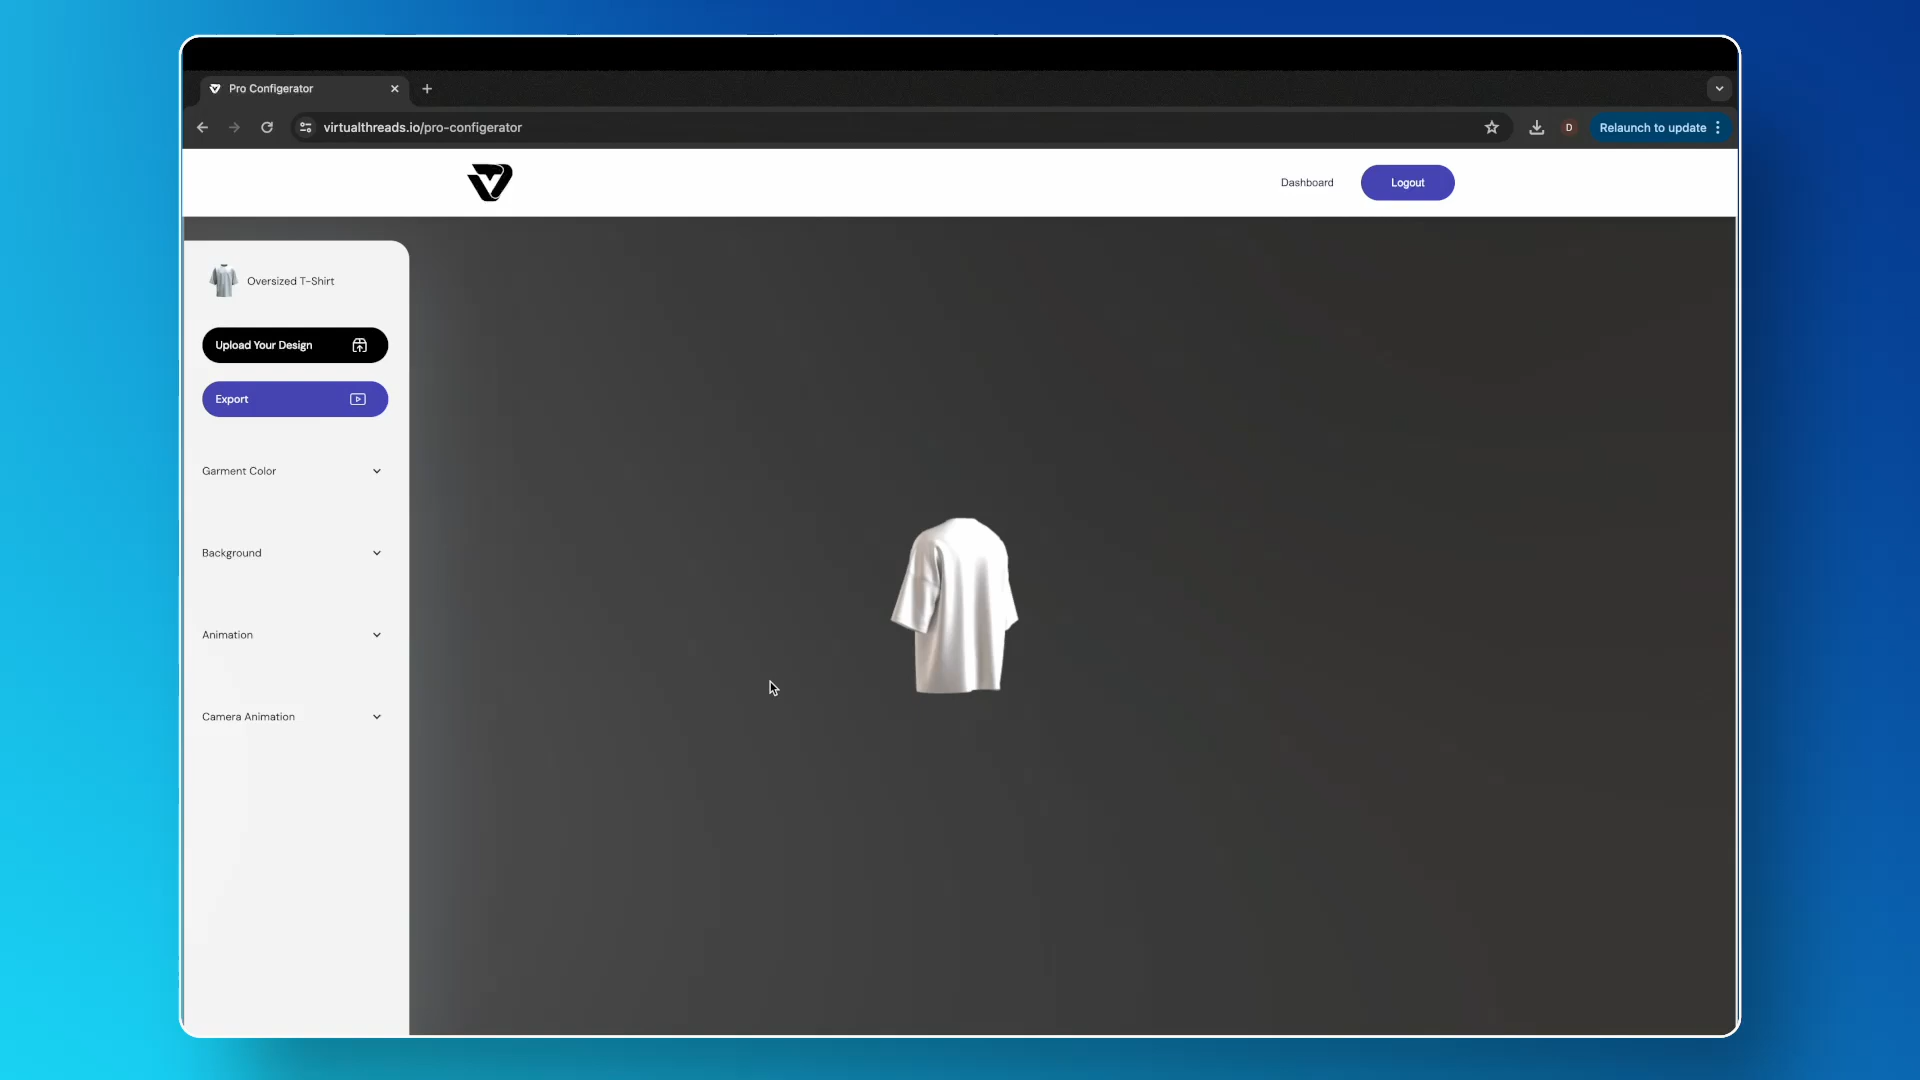 Pro Configerator
virtualthreads.io/pro-configerator
D
Relaunch to update
Dashboard
Logout
Oversized T-Shirt
Upload Your Design
Export
Garment Color
Background
Animation
Camera Animation